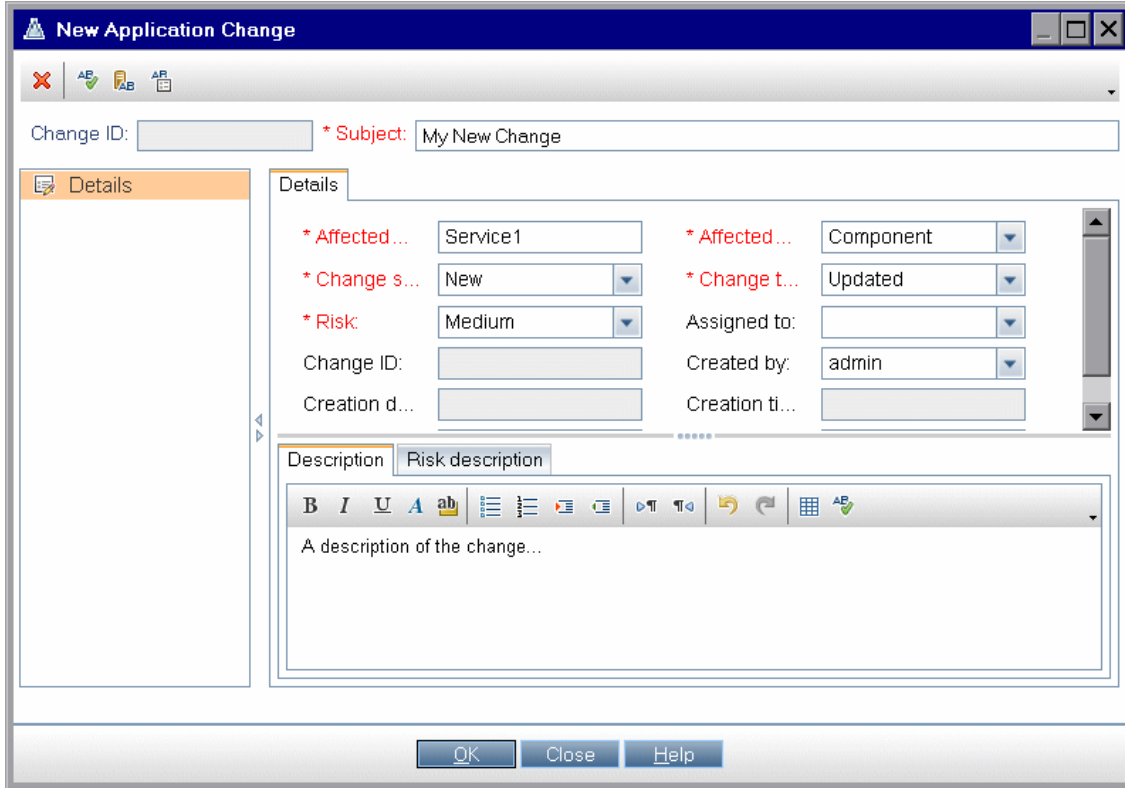 New Application Change
Change ID: * Subject: My New Change
Details
Details
* Affected ... Service1 * Affected ... Component
* Change s... New * Change t... Updated
* Risk: Medium Assigned to:
Change ID: Created by: admin
Creation d... Creation ti...
Description Risk description
B I U A ab
A description of the change...
OK Close Help